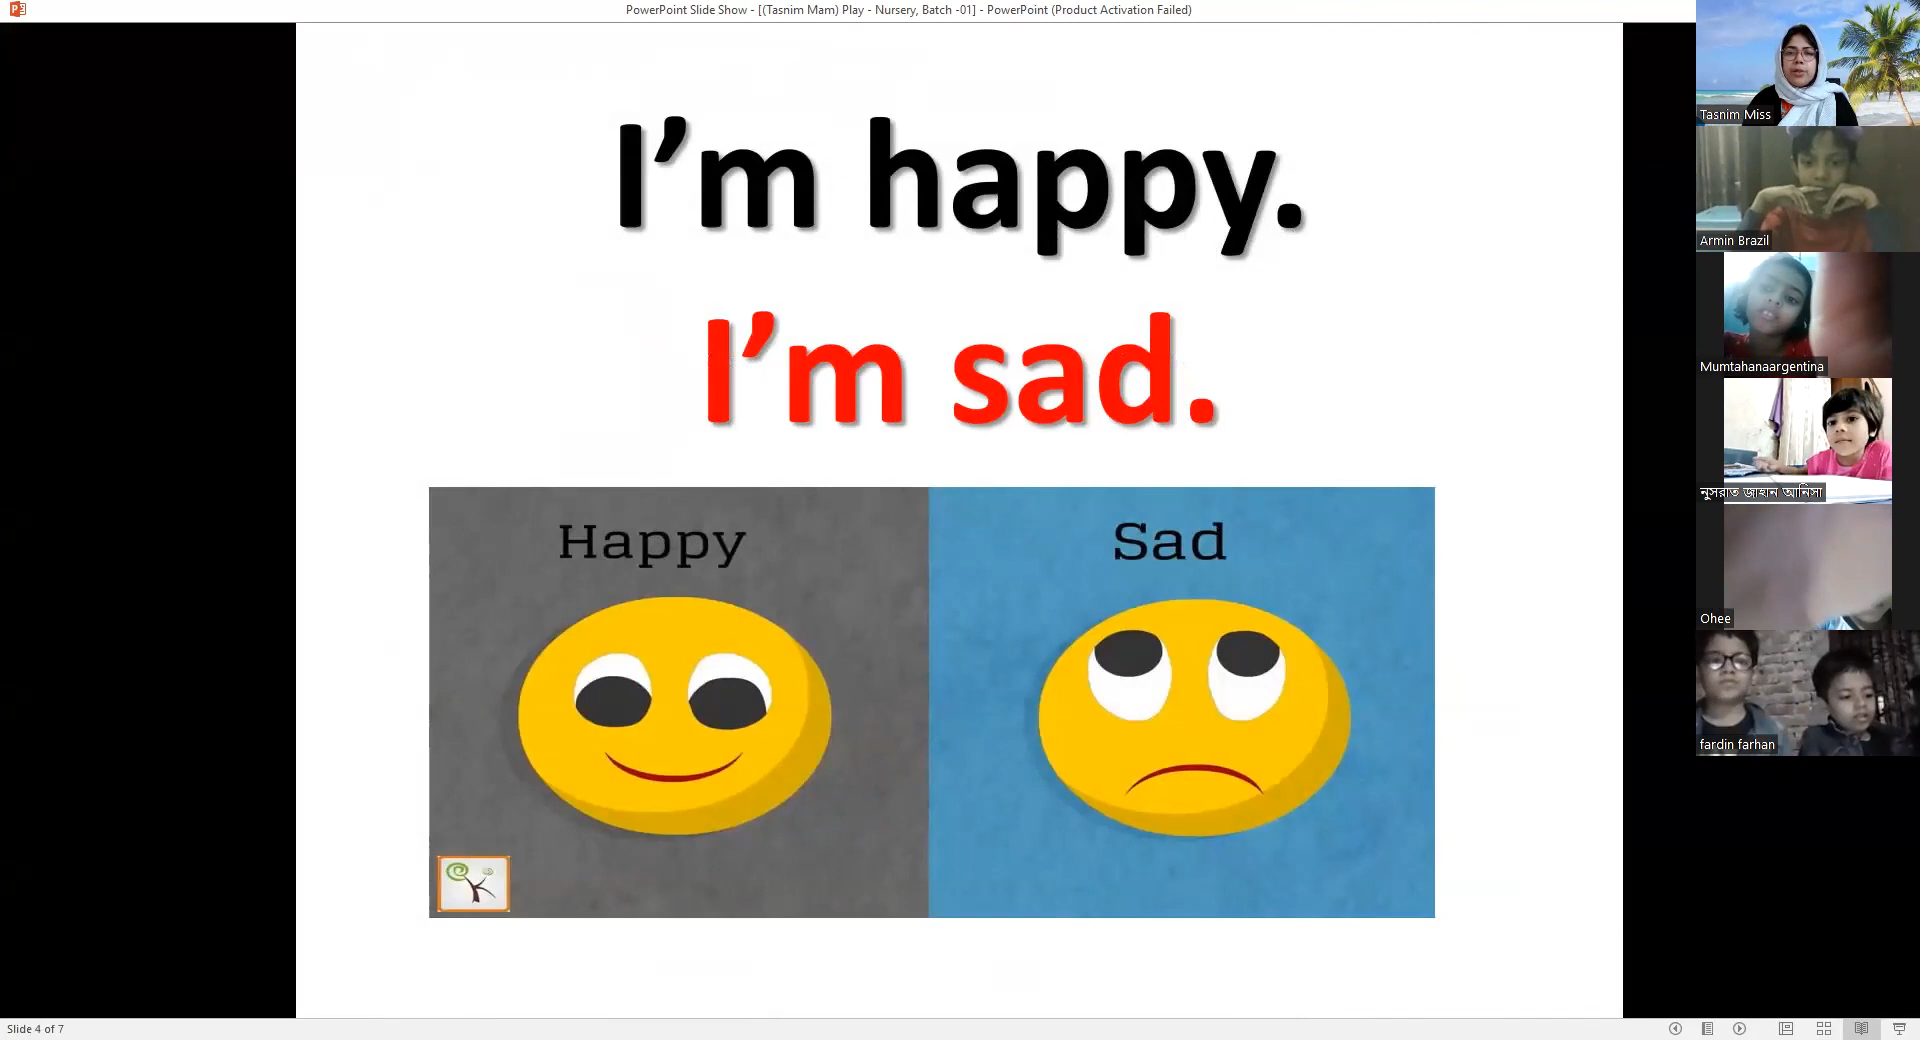 PowerPoint Slide Show - [(Tasnim Mam) Play - Nursery, Batch -01] - PowerPoint (Product Activation Failed)
I'm happy.
I'm sad.
Happy
Sad
Tasnim Miss
Armin Brazil
Mumtahanaargentina
নুসরাত জাহান আনিসা
Ohee
fardin farhan
Slide 4 of 7